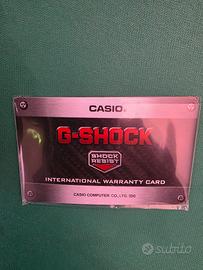 CASIO
G-SHOCK
SHOCK
RESIST
INTERNATIONAL WARRANTY CARD
CASIO COMPUTER CO., LTD.
subito